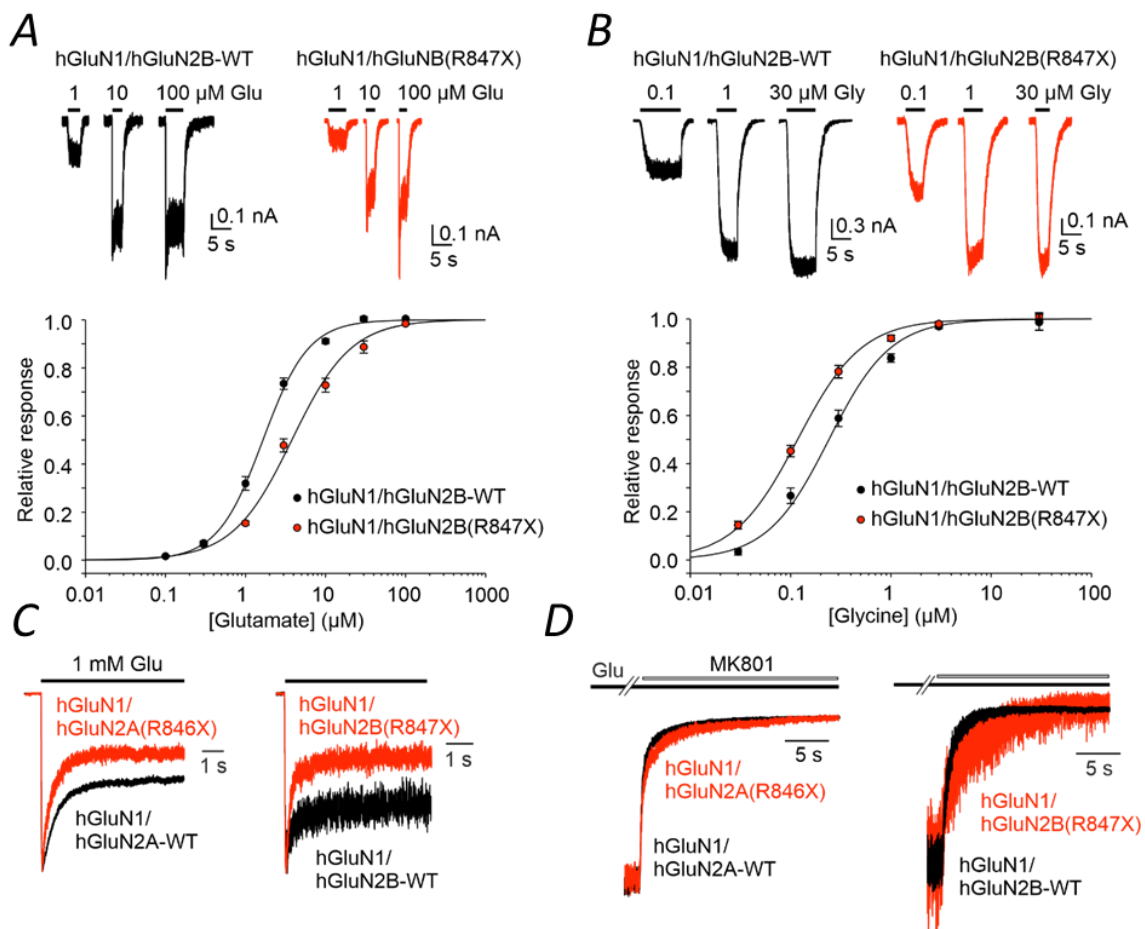 A
hGluN1/hGluN2B-WT
hGluN1/hGluNB(R847X)
1 10 100 µM Glu
1 10 100 µM Glu
0.1 nA
5 s
0.1 nA
5 s
1.0
0.8
0.6
0.4
0.2
0.0
Relative response
hGluN1/hGluN2B-WT
hGluN1/hGluN2B(R847X)
0.01 0.1 1 10 100 1000
[Glutamate] (µM)
B
hGluN1/hGluN2B-WT
hGluN1/hGluN2B(R847X)
0.1 1 30 µM Gly
0.1 1 30 µM Gly
0.3 nA
5 s
0.1 nA
5 s
1.0
0.8
0.6
0.4
0.2
0.0
Relative response
hGluN1/hGluN2B-WT
hGluN1/hGluN2B(R847X)
0.01 0.1 1 10 100
[Glycine] (µM)
C
1 mM Glu
hGluN1/
hGluN2A(R846X)
1 s
hGluN1/
hGluN2A-WT
hGluN1/
hGluN2B(R847X)
1 s
hGluN1/
hGluN2B-WT
D
Glu
MK801
5 s
hGluN1/
hGluN2A(R846X)
hGluN1/
hGluN2A-WT
5 s
hGluN1/
hGluN2B(R847X)
hGluN1/
hGluN2B-WT